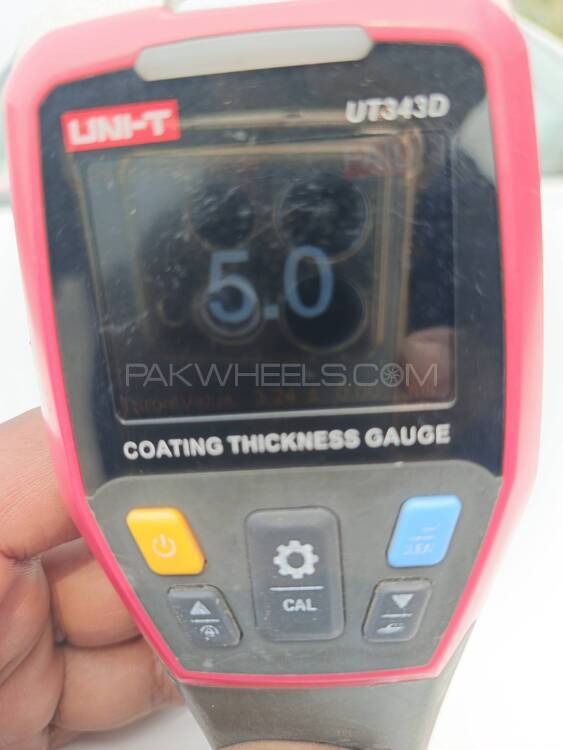 UNI-T
UT343D
5.0
PAKWHEELS.COM
COATING THICKNESS GAUGE
CAL